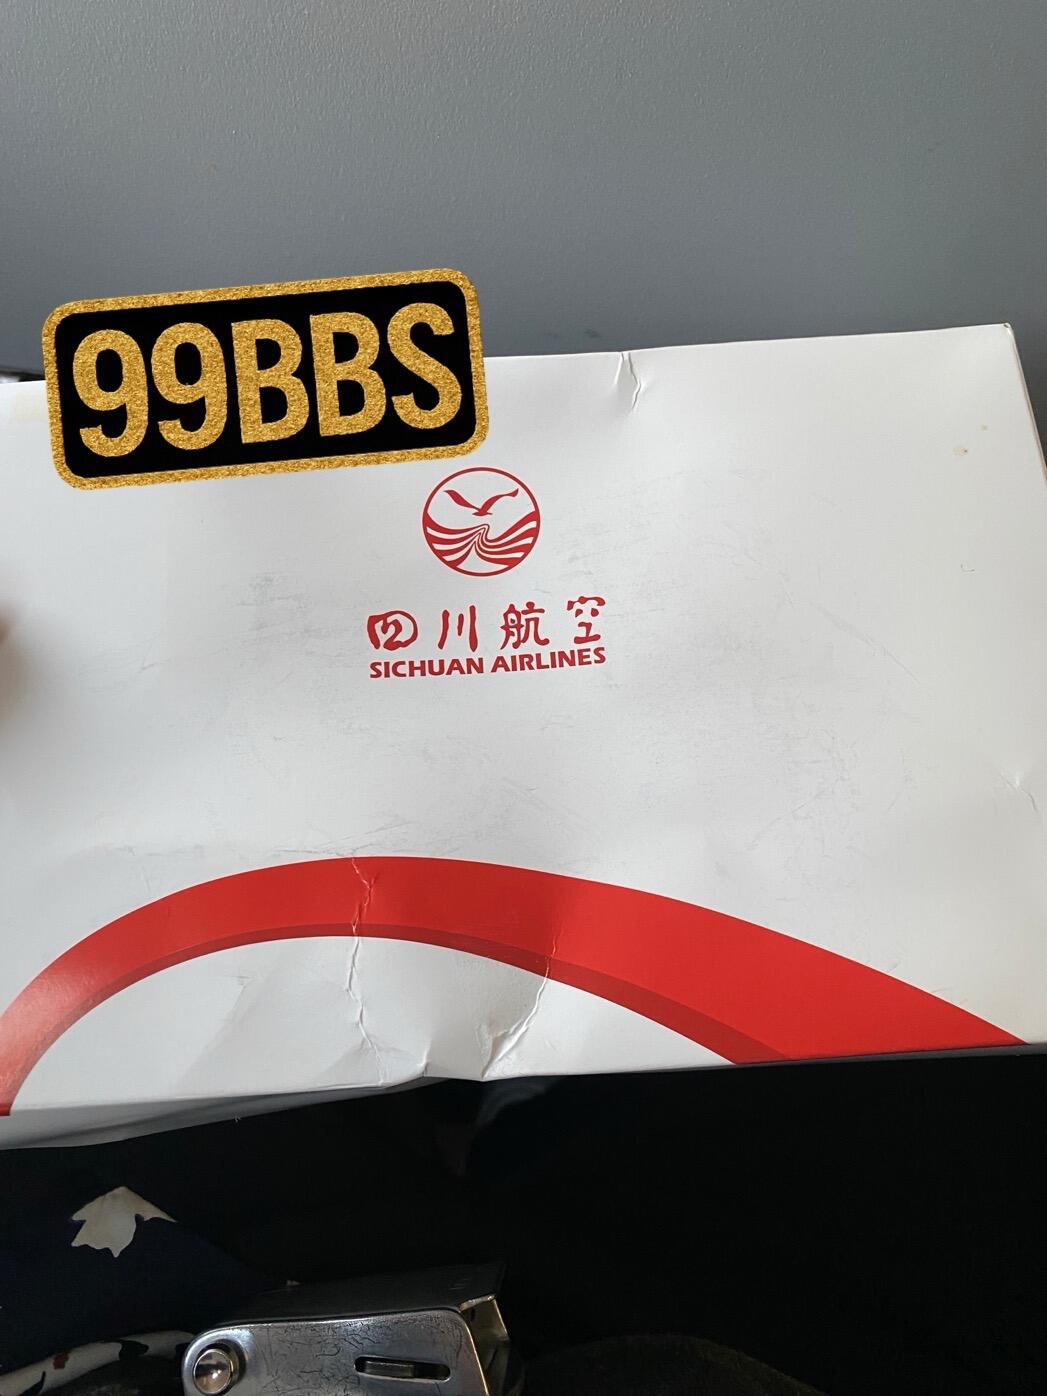 99BBS
四川航空
SICHUAN AIRLINES